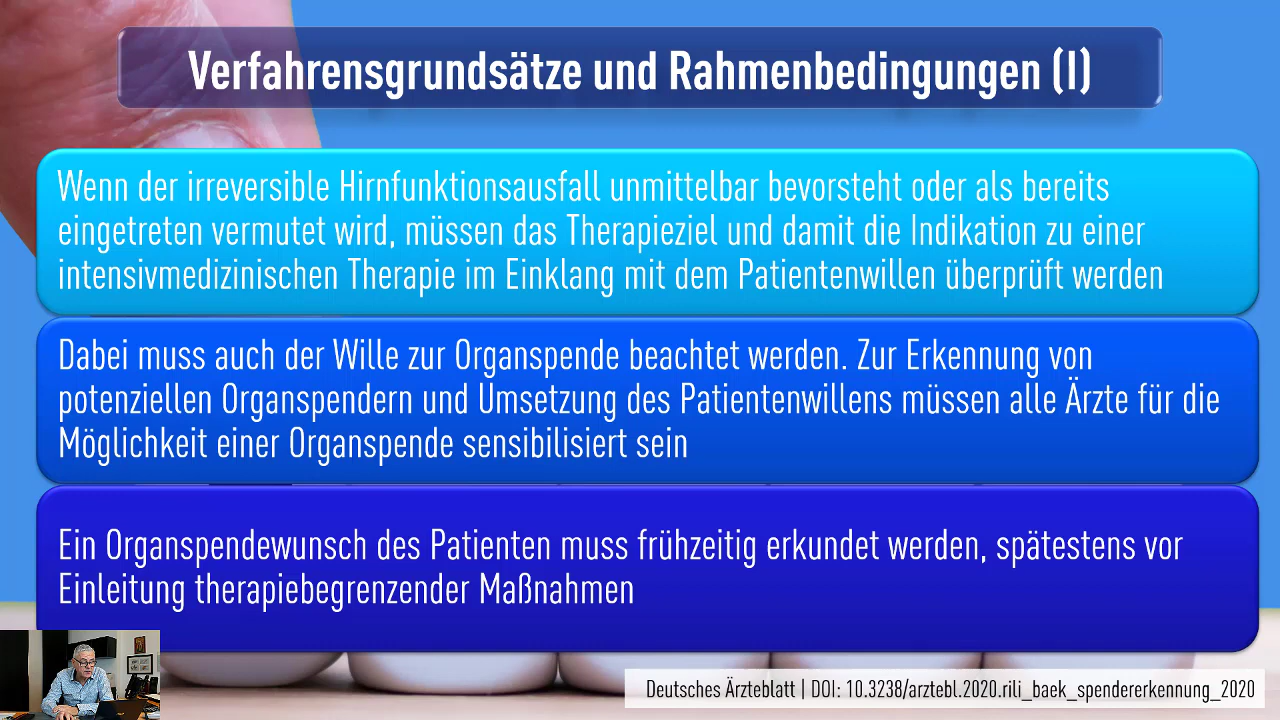 Verfahrensgrundsätze und Rahmenbedingungen (I)
Wenn der irreversible Hirnfunktionsausfall unmittelbar bevorsteht oder als bereits
eingetreten vermutet wird, müssen das Therapieziel und damit die Indikation zu einer
intensivmedizinischen Therapie im Einklang mit dem Patientenwillen überprüft werden
Dabei muss auch der Wille zur Organspende beachtet werden. Zur Erkennung von
potenziellen Organspendern und Umsetzung des Patientenwillens müssen alle Ärzte für die
Möglichkeit einer Organspende sensibilisiert sein
Ein Organspendewunsch des Patienten muss frühzeitig erkundet werden, spätestens vor
Einleitung therapiebegrenzender Maßnahmen
Deutsches Ärzteblatt | DOI: 10.3238/arztebl.2020.rili_baek_spendererkennung_2020